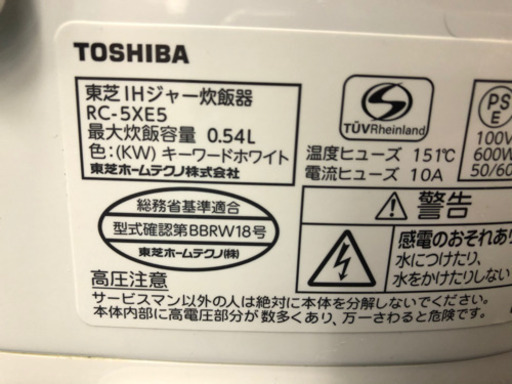 TOSHIBA
東芝IHジャー炊飯器
RC-5XE5
最大炊飯容量 0.54L
色:(KW) キーワードホワイト
東芝ホームテクノ株式会社
S
TÜVRheinland
PS
E
100V
600W
50/60
温度ヒューズ 151℃
電流ヒューズ 10A
総務省基準適合
型式確認第BBRW18号
東芝ホームテクノ(株)
警告
感電のおそれあり
水につけたり、
水をかけたりしない
高圧注意
サービスマン以外の人は絶対に本体を分解しないでください。
本体内部に高電圧部分が数多くあり、万一さわると危険です。